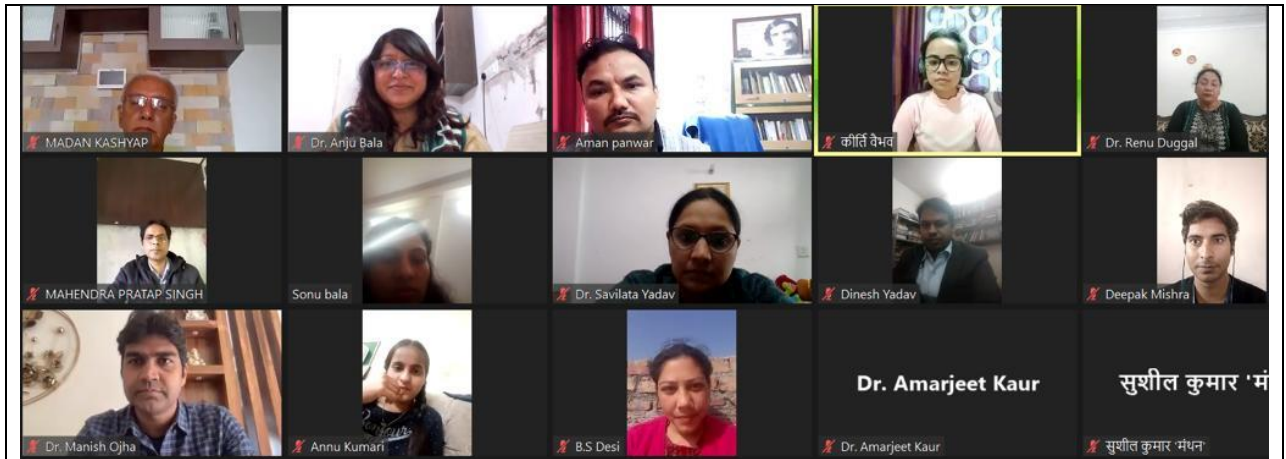 MADAN KASHYAP
Dr. Anju Bala
Aman panwar
कीर्ति वैभव
Dr. Renu Duggal
MAHENDRA PRATAP SINGH
Sonu bala
Dr. Savilata Yadav
Dinesh Yadav
Deepak Mishra
Dr. Manish Ojha
Annu Kumari
Bonjour
B.S Desi
Dr. Amarjeet Kaur
Dr. Amarjeet Kaur
सुशील कुमार 'मं
सुशील कुमार 'मंथन'